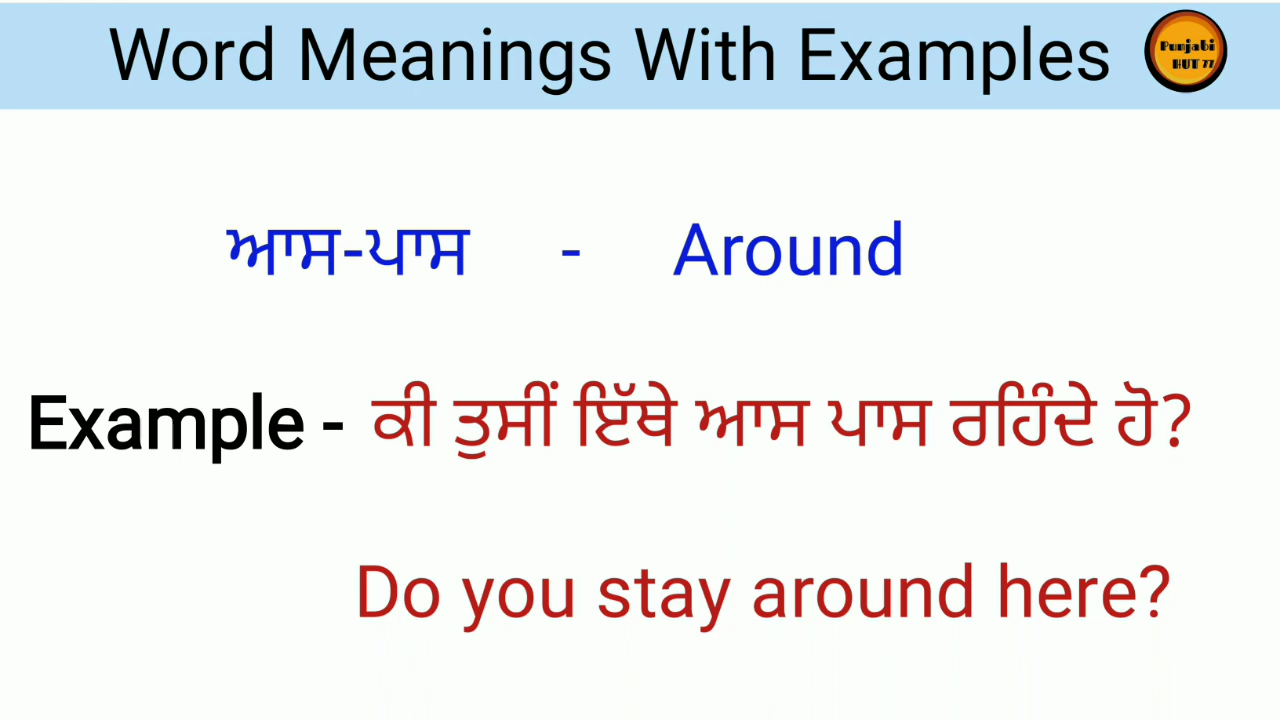 Word Meanings With Examples
Punjabi
HUT 77
ਆਸ-ਪਾਸ - Around
Example - ਕੀ ਤੁਸੀਂ ਇੱਥੇ ਆਸ ਪਾਸ ਰਹਿੰਦੇ ਹੋ?
Do you stay around here?